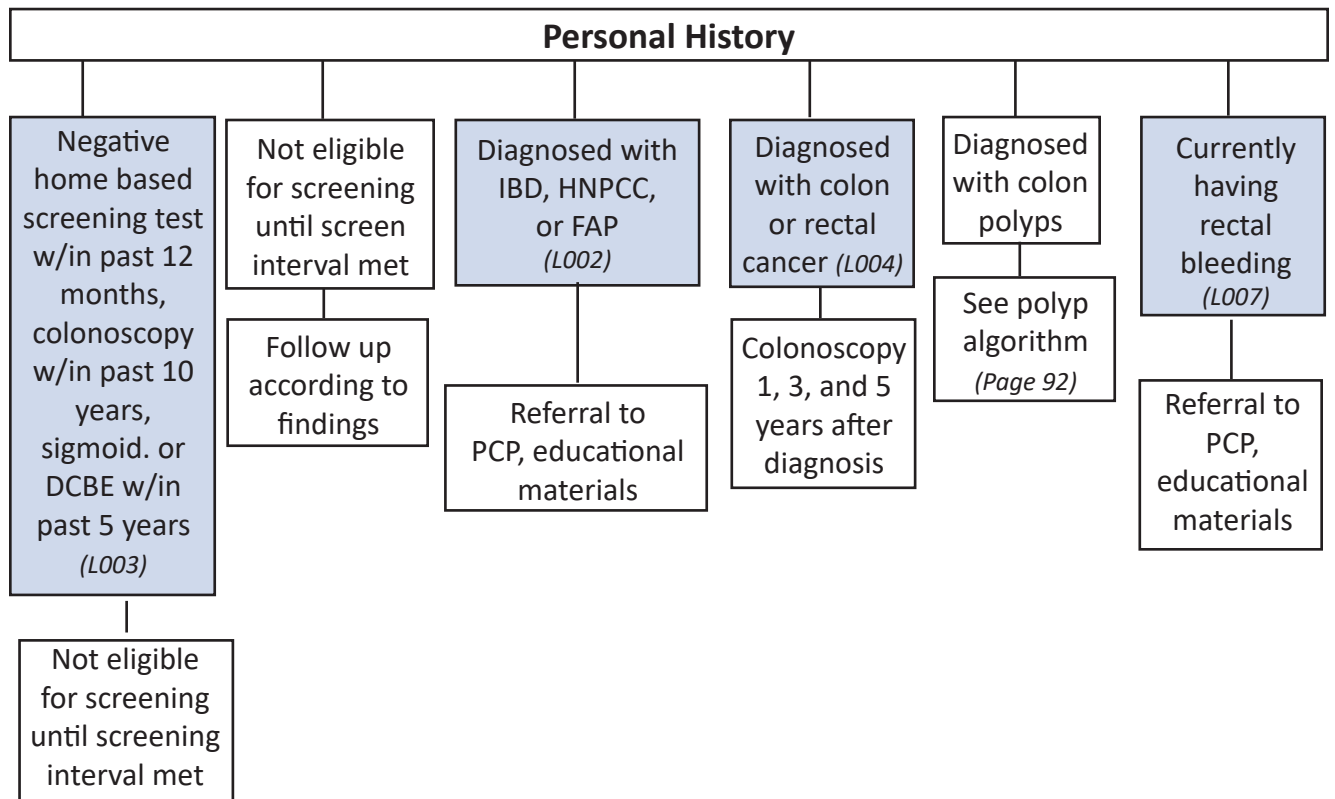 Personal History
Negative
home based
screening test
w/in past 12
months,
colonoscopy
w/in past 10
years,
sigmoid. or
DCBE w/in
past 5 years
(L003)
Not eligible
for screening
until screening
interval met
Not eligible
for screening
until screen
interval met
Follow up
according to
findings
Diagnosed with
IBD, HNPCC,
or FAP
(L002)
Referral to
PCP, educational
materials
Diagnosed
with colon
or rectal
cancer (L004)
Colonoscopy
1, 3, and 5
years after
diagnosis
Diagnosed
with colon
polyps
See polyp
algorithm
(Page 92)
Currently
having
rectal
bleeding
(L007)
Referral to
PCP,
educational
materials